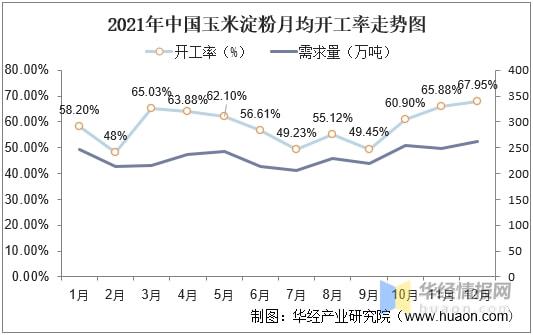 2021年中国玉米淀粉月均开工率走势图
开工率（%） 需求量（万吨）
80.00% 400
70.00% 350
60.00% 300
50.00% 250
40.00% 200
30.00% 150
20.00% 100
10.00% 50
0.00% 0
58.20% 48% 65.03% 63.88% 62.10% 56.61% 49.23% 55.12% 49.45% 60.90% 65.88% 67.95%
1月 2月 3月 4月 5月 6月 7月 8月 9月 10月 11月 12月
华经情报网
huaon.com
制图：华经产业研究院（www.huaon.com）